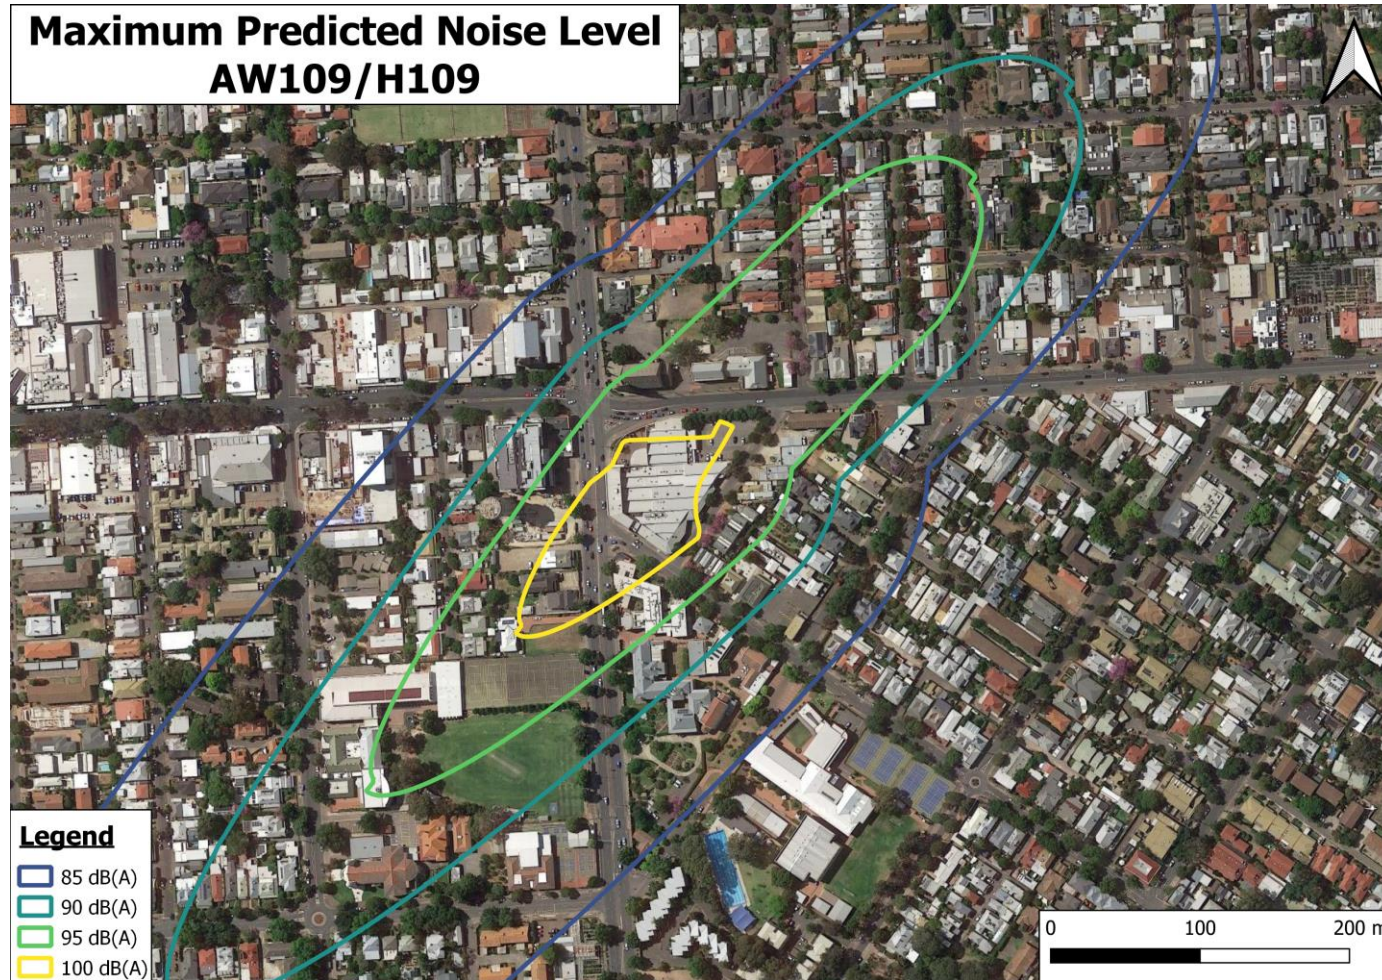 Maximum Predicted Noise Level
AW109/H109
Legend
85 dB(A)
90 dB(A)
95 dB(A)
100 dB(A)
0 100 200 m